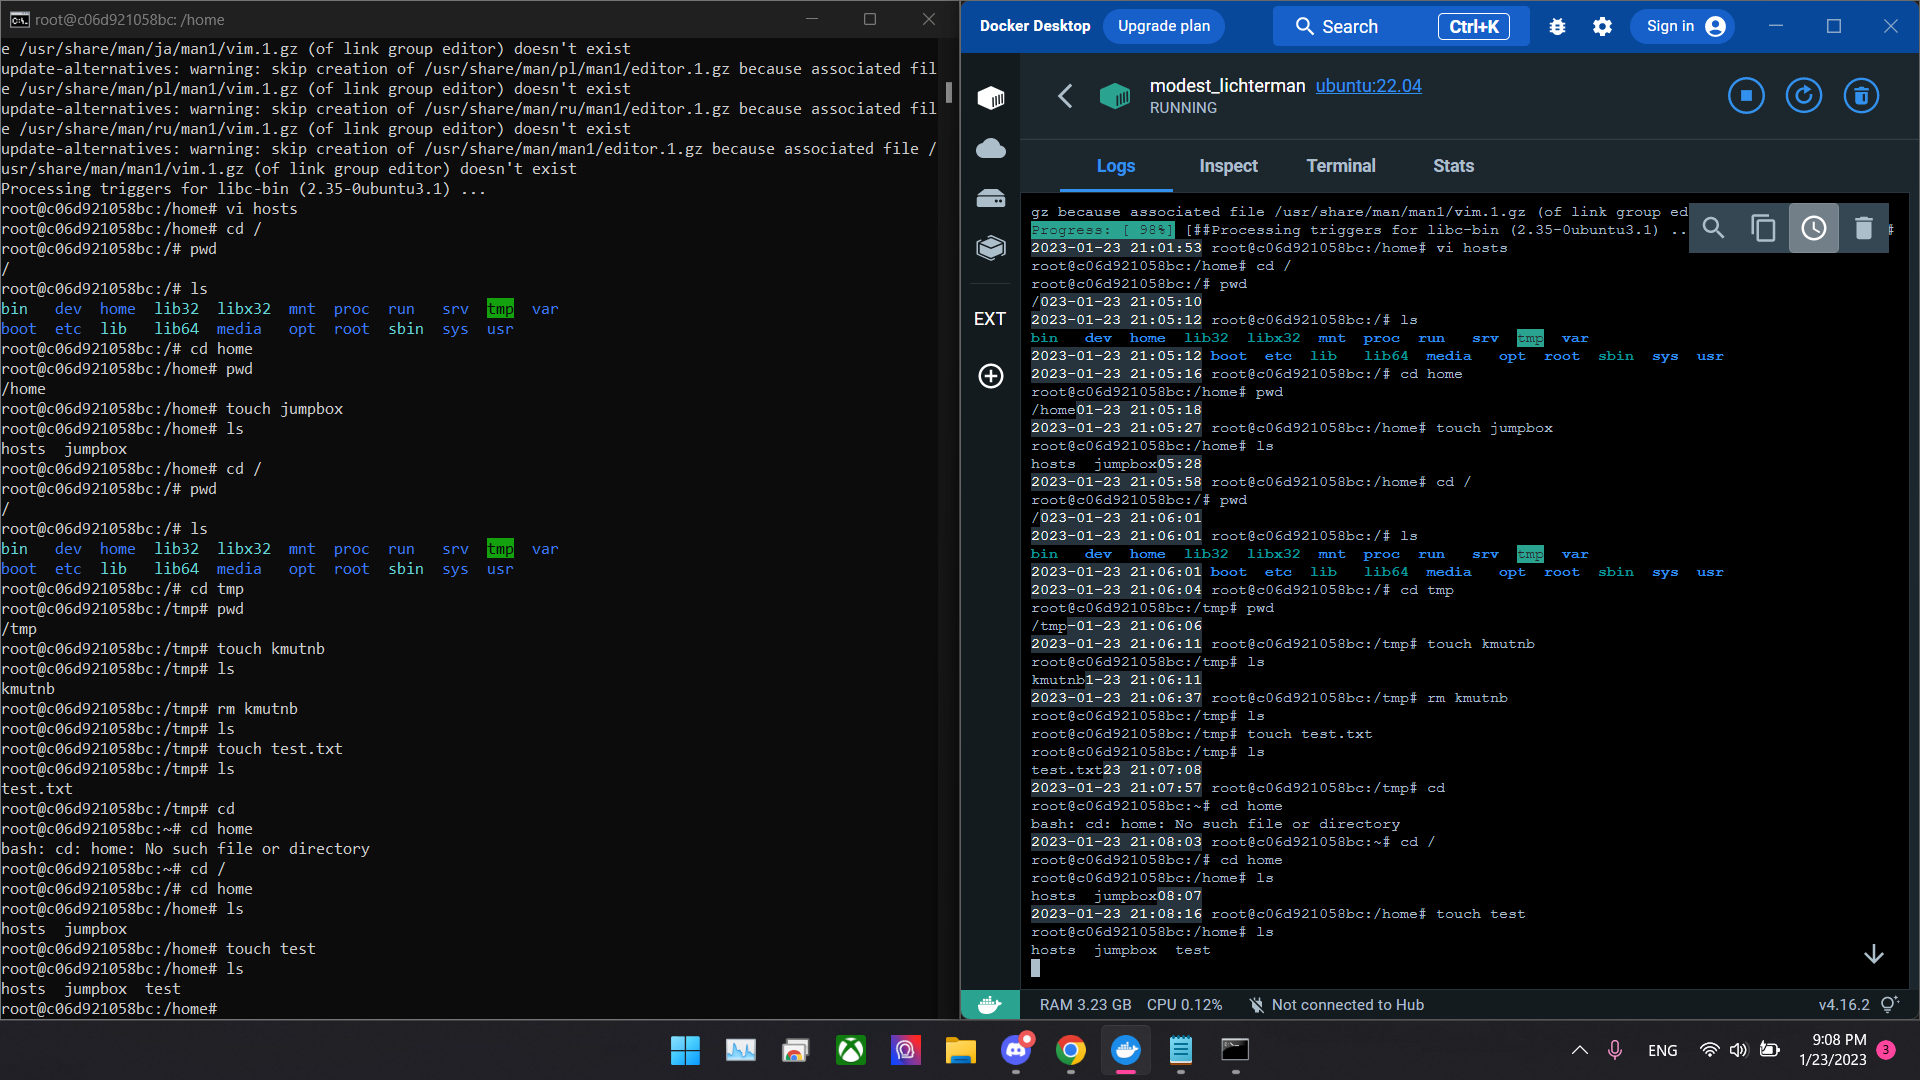 root@c06d921058bc: /home
e /usr/share/man/ja/man1/vim.1.gz (of link group editor) doesn't exist
update-alternatives: warning: skip creation of /usr/share/man/pl/man1/editor.1.gz because associated fil
e /usr/share/man/pl/man1/vim.1.gz (of link group editor) doesn't exist
update-alternatives: warning: skip creation of /usr/share/man/ru/man1/editor.1.gz because associated fil
e /usr/share/man/ru/man1/vim.1.gz (of link group editor) doesn't exist
update-alternatives: warning: skip creation of /usr/share/man/man1/editor.1.gz because associated file /
usr/share/man/man1/vim.1.gz (of link group editor) doesn't exist
Processing triggers for libc-bin (2.35-0ubuntu3.1) ...
root@c06d921058bc:/home# vi hosts
root@c06d921058bc:/home# cd /
root@c06d921058bc:/# pwd
/
root@c06d921058bc:/# ls
bin dev home lib32 libx32 mnt proc run srv tmp var
boot etc lib lib64 media opt root sbin sys usr
root@c06d921058bc:/# cd home
root@c06d921058bc:/home# pwd
/home
root@c06d921058bc:/home# touch jumpbox
root@c06d921058bc:/home# ls
hosts jumpbox
root@c06d921058bc:/home# cd /
root@c06d921058bc:/# pwd
/
root@c06d921058bc:/# ls
bin dev home lib32 libx32 mnt proc run srv tmp var
boot etc lib lib64 media opt root sbin sys usr
root@c06d921058bc:/# cd tmp
root@c06d921058bc:/tmp# pwd
/tmp
root@c06d921058bc:/tmp# touch kmutnb
root@c06d921058bc:/tmp# ls
kmutnb
root@c06d921058bc:/tmp# rm kmutnb
root@c06d921058bc:/tmp# ls
root@c06d921058bc:/tmp# touch test.txt
root@c06d921058bc:/tmp# ls
test.txt
root@c06d921058bc:/tmp# cd
root@c06d921058bc:~# cd home
bash: cd: home: No such file or directory
root@c06d921058bc:~# cd /
root@c06d921058bc:/# cd home
root@c06d921058bc:/home# ls
hosts jumpbox
root@c06d921058bc:/home# touch test
root@c06d921058bc:/home# ls
hosts jumpbox test
root@c06d921058bc:/home#
Docker Desktop Upgrade plan Search Ctrl+K Sign in
modest_lichterman ubuntu:22.04
RUNNING
EXT
Logs Inspect Terminal Stats
gz because associated file /usr/share/man/man1/vim.1.gz (of link group ed
Progress: [ 98%] [##Processing triggers for libc-bin (2.35-0ubuntu3.1) .. #
2023-01-23 21:01:53 root@c06d921058bc:/home# vi hosts
root@c06d921058bc:/home# cd /
root@c06d921058bc:/# pwd
/023-01-23 21:05:10
2023-01-23 21:05:12 root@c06d921058bc:/# ls
bin dev home lib32 libx32 mnt proc run srv tmp var
2023-01-23 21:05:12 boot etc lib lib64 media opt root sbin sys usr
2023-01-23 21:05:16 root@c06d921058bc:/# cd home
root@c06d921058bc:/home# pwd
/home01-23 21:05:18
2023-01-23 21:05:27 root@c06d921058bc:/home# touch jumpbox
root@c06d921058bc:/home# ls
hosts jumpbox05:28
2023-01-23 21:05:58 root@c06d921058bc:/home# cd /
root@c06d921058bc:/# pwd
/023-01-23 21:06:01
2023-01-23 21:06:01 root@c06d921058bc:/# ls
bin dev home lib32 libx32 mnt proc run srv tmp var
2023-01-23 21:06:01 boot etc lib lib64 media opt root sbin sys usr
2023-01-23 21:06:04 root@c06d921058bc:/# cd tmp
root@c06d921058bc:/tmp# pwd
/tmp-01-23 21:06:06
2023-01-23 21:06:11 root@c06d921058bc:/tmp# touch kmutnb
root@c06d921058bc:/tmp# ls
kmutnb1-23 21:06:11
2023-01-23 21:06:37 root@c06d921058bc:/tmp# rm kmutnb
root@c06d921058bc:/tmp# ls
root@c06d921058bc:/tmp# touch test.txt
root@c06d921058bc:/tmp# ls
test.txt23 21:07:08
2023-01-23 21:07:57 root@c06d921058bc:/tmp# cd
root@c06d921058bc:~# cd home
bash: cd: home: No such file or directory
2023-01-23 21:08:03 root@c06d921058bc:~# cd /
root@c06d921058bc:/# cd home
root@c06d921058bc:/home# ls
hosts jumpbox08:07
2023-01-23 21:08:16 root@c06d921058bc:/home# touch test
root@c06d921058bc:/home# ls
hosts jumpbox test
RAM 3.23 GB CPU 0.12% Not connected to Hub v4.16.2
ENG
9:08 PM
1/23/2023 3